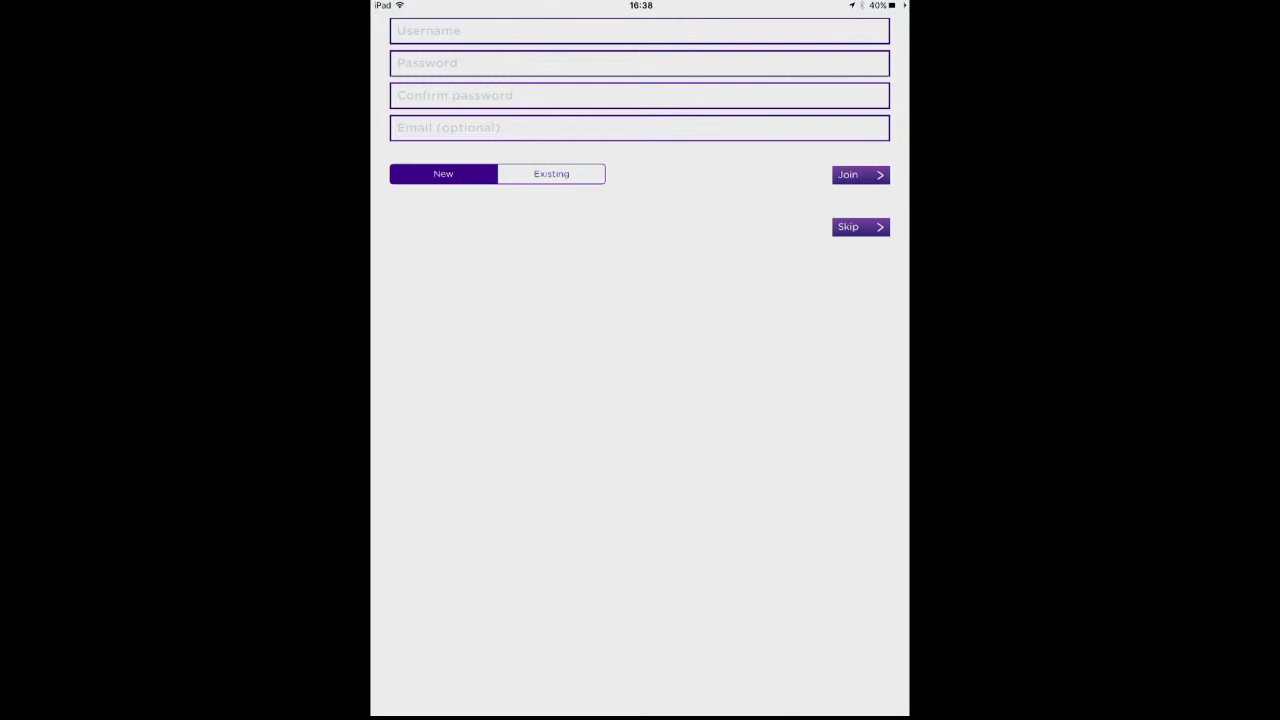 iPad 16:38 40%
Username
Password
Confirm password
Email (optional)
New Existing Join
Skip